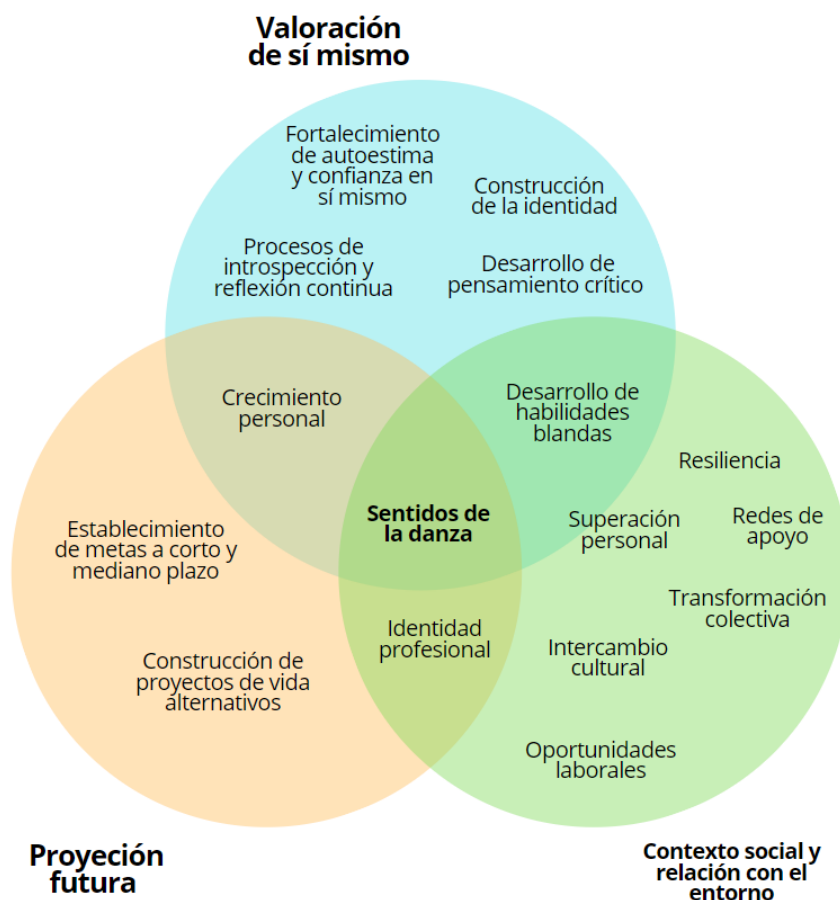 Valoración
de sí mismo
Fortalecimiento
de autoestima
y confianza en
sí mismo
Construcción
de la identidad
Procesos de
introspección y
reflexión continua
Desarrollo de
pensamiento crítico
Crecimiento
personal
Desarrollo de
habilidades
blandas
Resiliencia
Sentidos de
la danza
Superación
personal
Redes de
apoyo
Establecimiento
de metas a corto y
mediano plazo
Transformación
colectiva
Identidad
profesional
Intercambio
cultural
Construcción de
proyectos de vida
alternativos
Oportunidades
laborales
Proyeción
futura
Contexto social y
relación con el
entorno